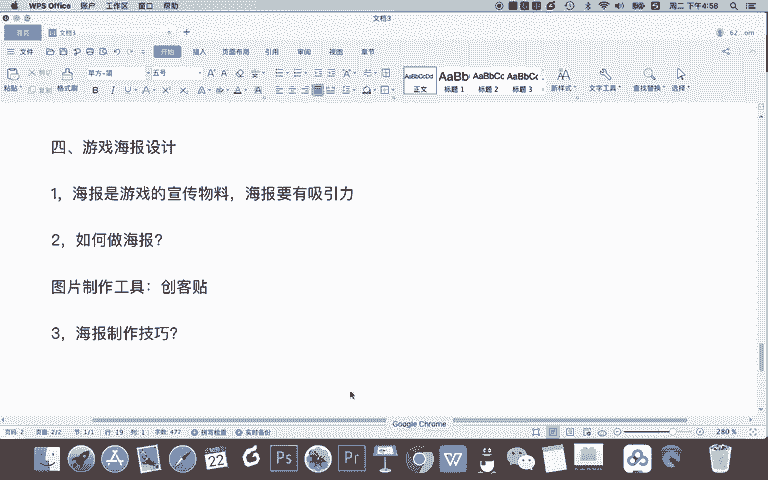 WPS Office 账户 工作区 窗口 帮助 周二 下午4:58
文档3
首页 文档3 × +
文件 开始 插入 页面布局 引用 审阅 视图 章节
粘贴 剪切 复制 格式刷 五号 正文 标题 1 标题 2 标题 3 新样式 文字工具 查找替换 选择
AaBbCcDd AaBb AaBbCc AaBbCc
四、游戏海报设计
1，海报是游戏的宣传物料，海报要有吸引力
2，如何做海报？
图片制作工具：创客贴
3，海报制作技巧？
Google Chrome
页码: 2 页面: 2/2 节: 1/1 行: 19 列: 1 字数: 477 拼写检查 实时备份 280 %
22 Ps Pr W